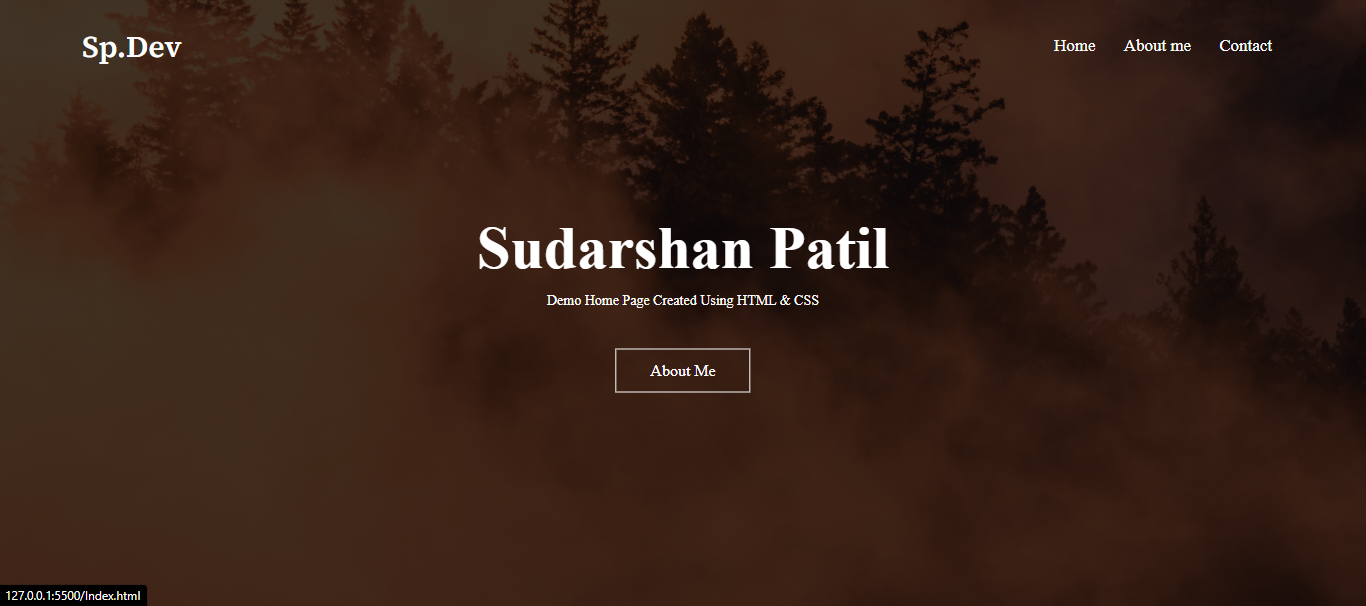 Sp.Dev
Home About me Contact
Sudarshan Patil
Demo Home Page Created Using HTML & CSS
About Me
127.0.0.1:5500/Index.html